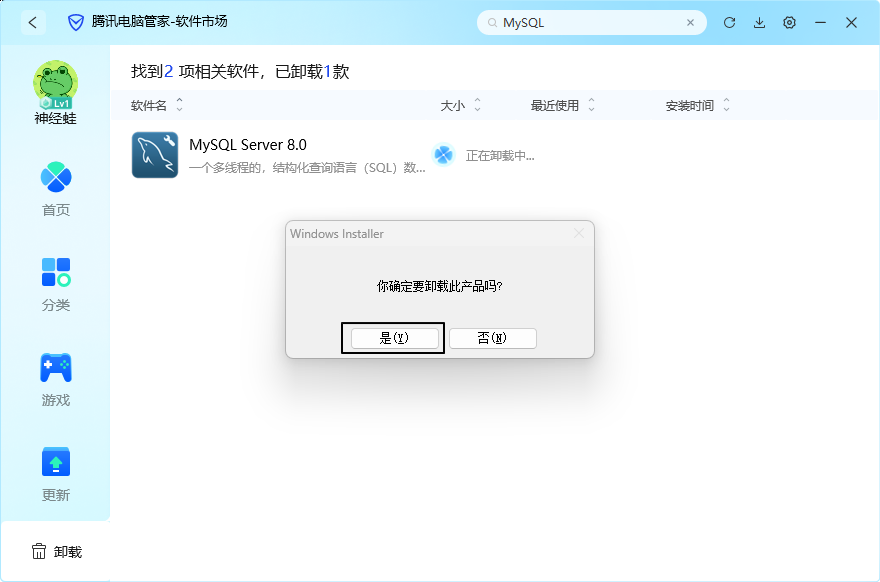 腾讯电脑管家-软件市场
MySQL
Lv1
神经蛙
首页
分类
游戏
更新
卸载
找到2 项相关软件，已卸载1款
软件名 大小 最近使用 安装时间
MySQL Server 8.0
一个多线程的，结构化查询语言（SQL）数...
正在卸载中...
Windows Installer
你确定要卸载此产品吗?
是(Y) 否(N)